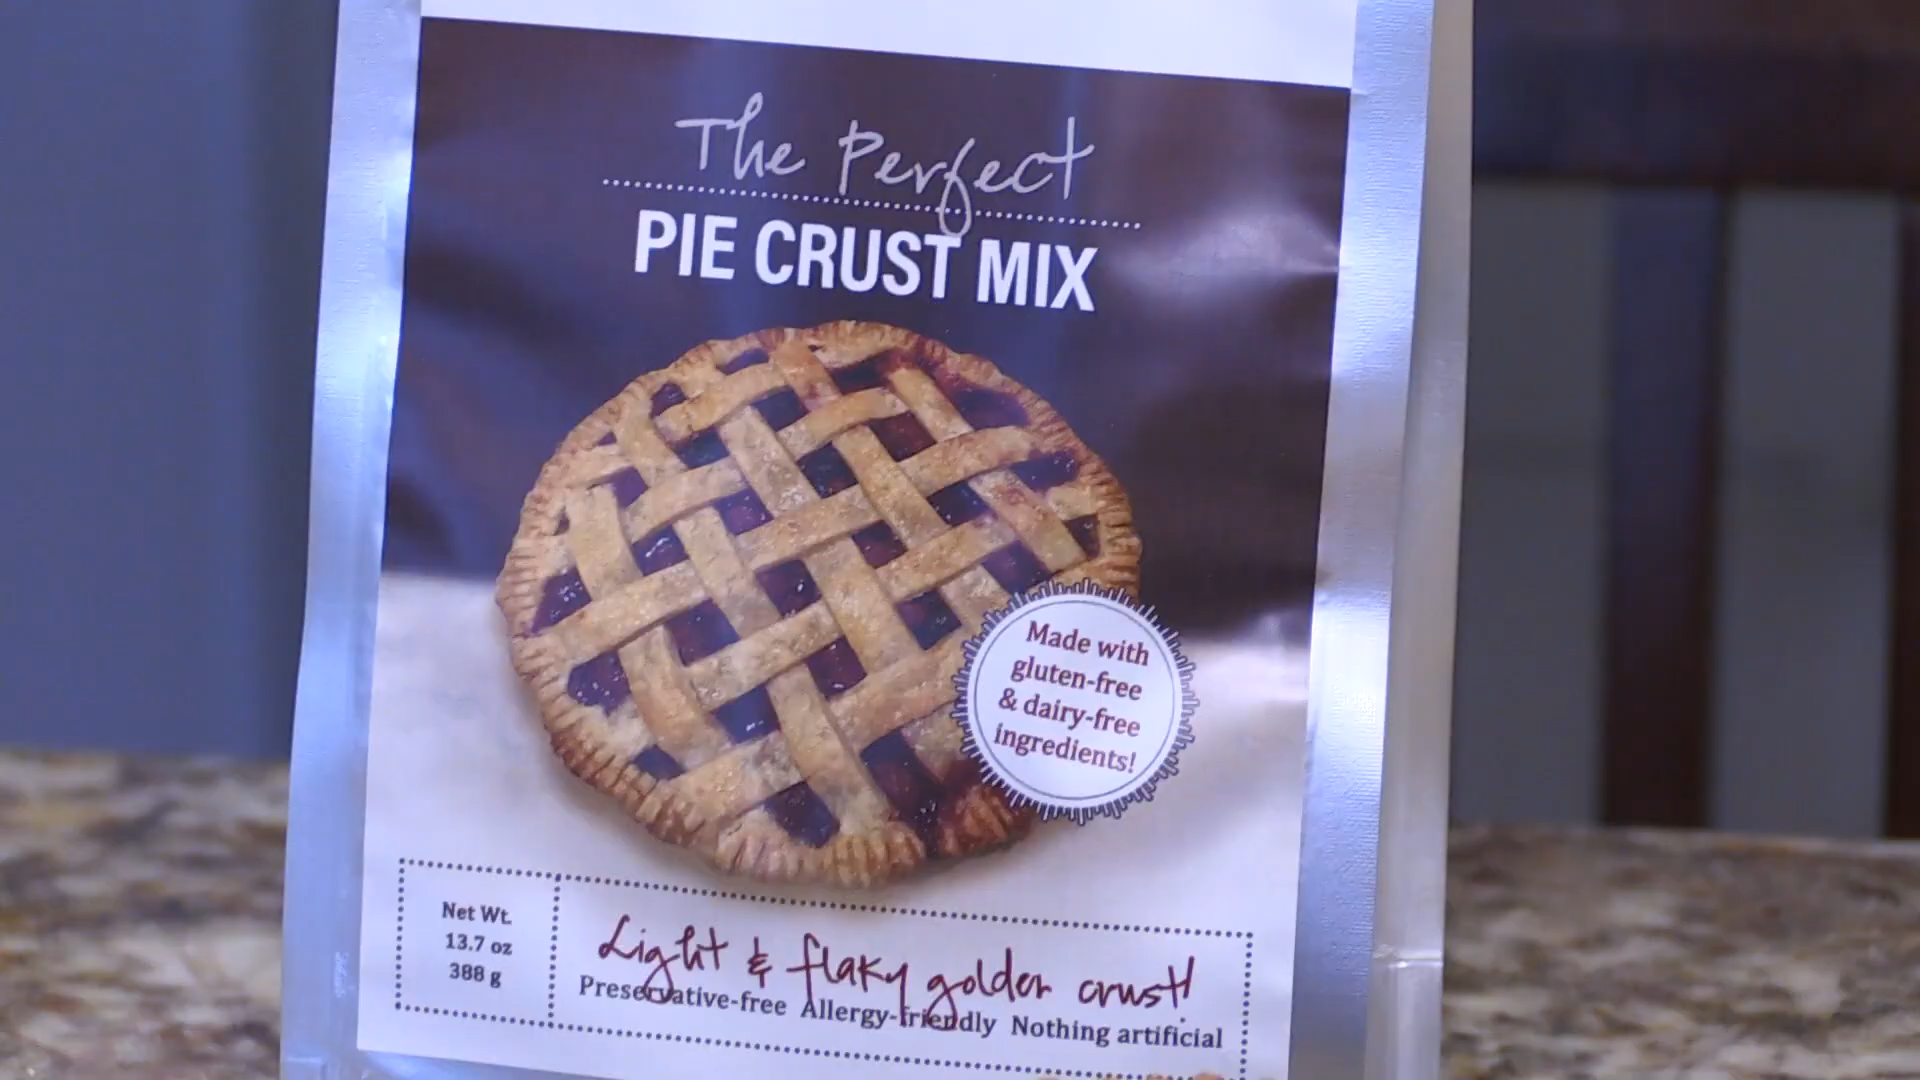 The Perfect
PIE CRUST MIX
Made with
gluten-free
& dairy-free
ingredients!
Net Wt.
13.7 oz
388 g
Light & flaky golden crust!
Preservative-free Allergy-friendly Nothing artificial